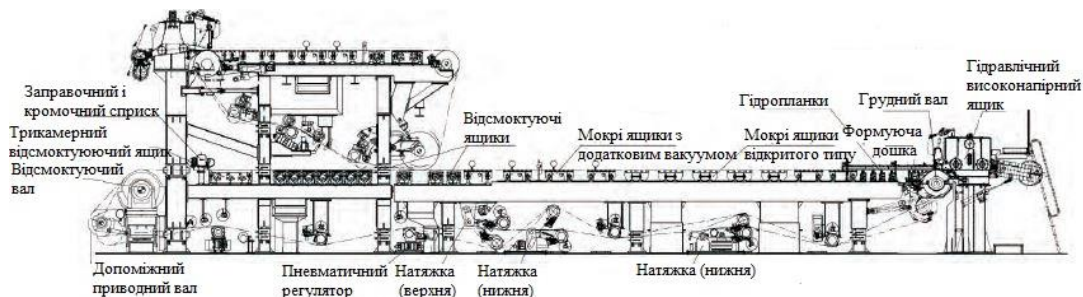 Заправочний і
кромочний сприск
Трикамерний
відсмоктуюючий ящик
Відсмоктуючий
вал
Допоміжний
приводний вал
Пневматичний
регулятор
Натяжка
(верхня)
Натяжка
(нижня)
Натяжка (нижня)
Відсмоктуючі
ящики
Мокрі ящики з
додатковим вакуумом
Мокрі ящики
відкритого типу
Гідропланки
Формуюча
дошка
Грудний вал
Гідравлічний
високонапірний
ящик